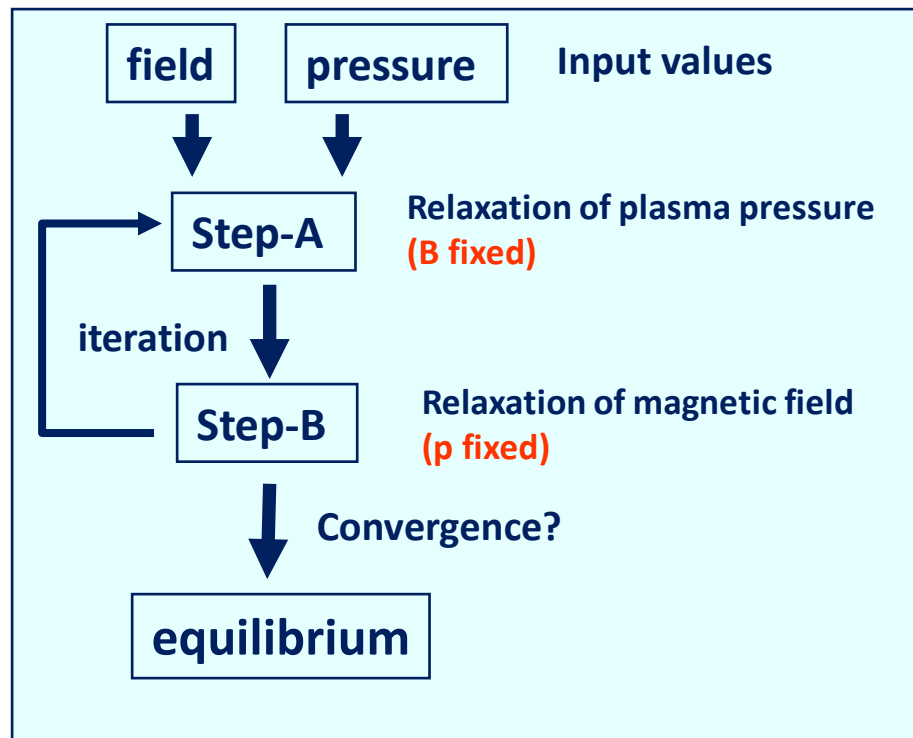 field
pressure
Input values
Step-A
Relaxation of plasma pressure
(B fixed)
iteration
Step-B
Relaxation of magnetic field
(p fixed)
Convergence?
equilibrium